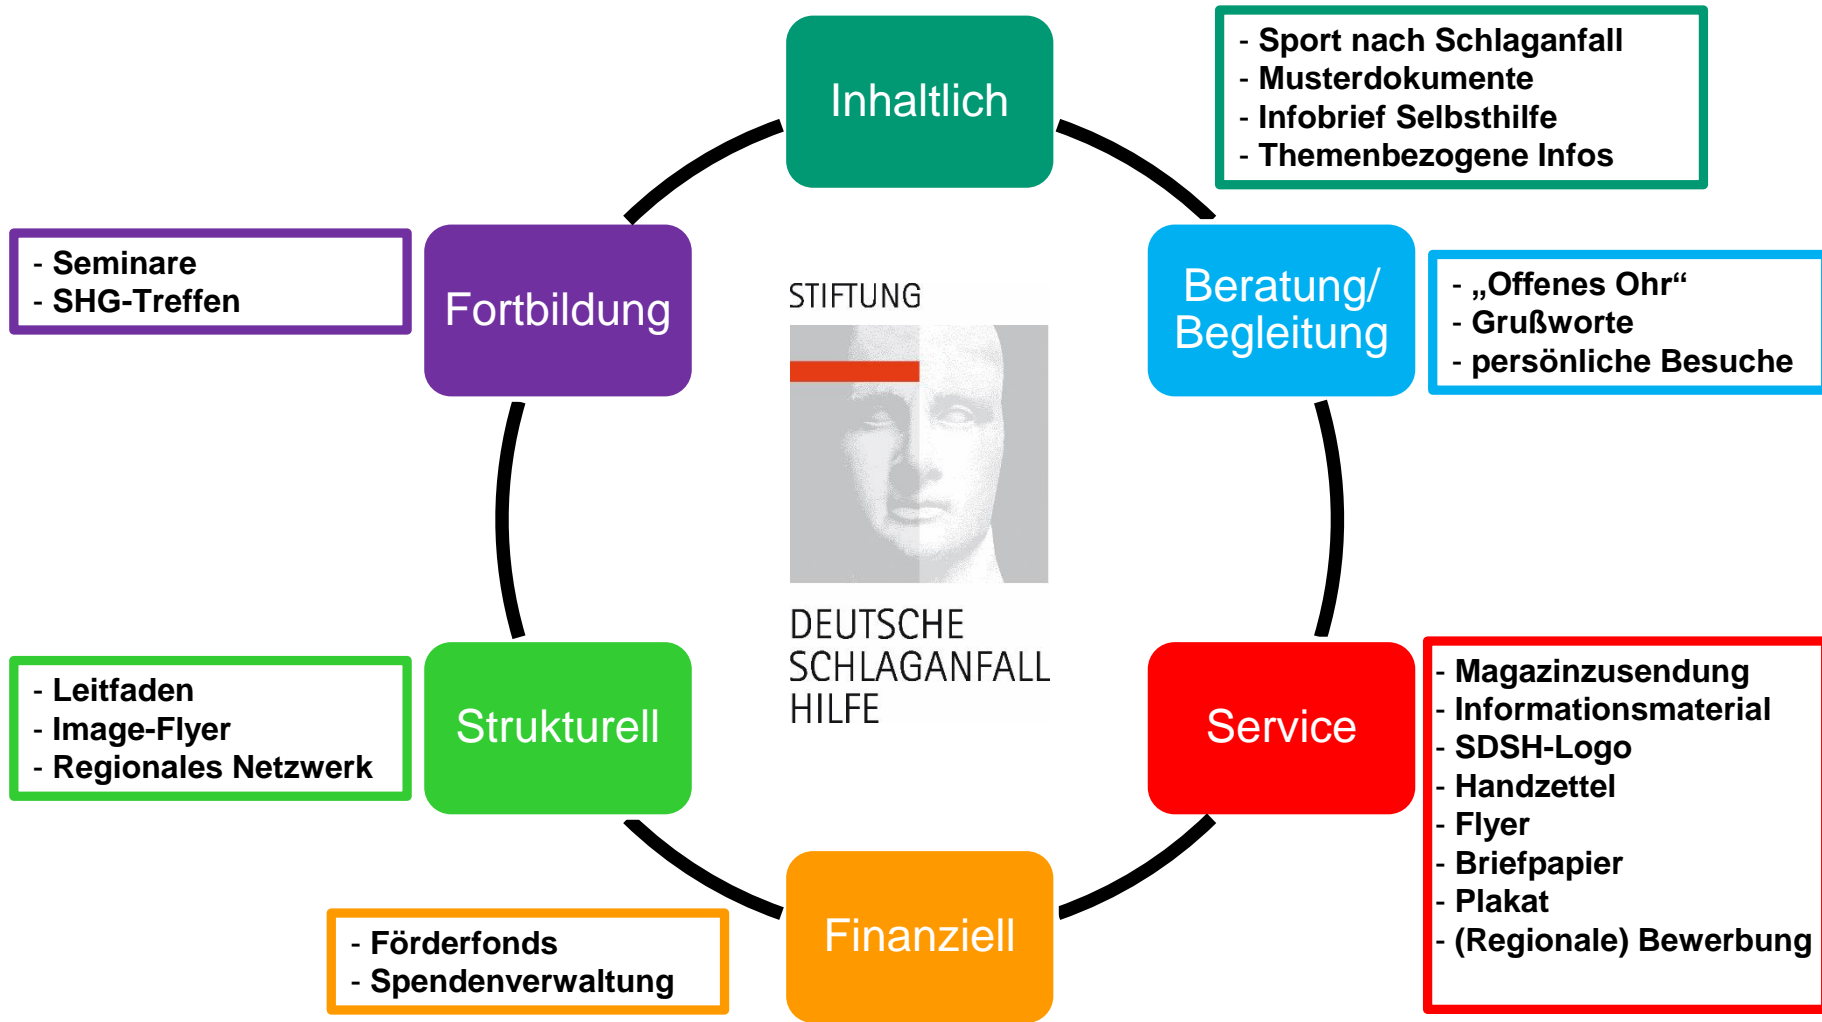 Inhaltlich
- Sport nach Schlaganfall
- Musterdokumente
- Infobrief Selbsthilfe
- Themenbezogene Infos
Beratung/
Begleitung
- „Offenes Ohr“
- Grußworte
- persönliche Besuche
Service
- Magazinzusendung
- Informationsmaterial
- SDSH-Logo
- Handzettel
- Flyer
- Briefpapier
- Plakat
- (Regionale) Bewerbung
Finanziell
- Förderfonds
- Spendenverwaltung
Strukturell
- Leitfaden
- Image-Flyer
- Regionales Netzwerk
Fortbildung
- Seminare
- SHG-Treffen
STIFTUNG
DEUTSCHE
SCHLAGANFALL
HILFE